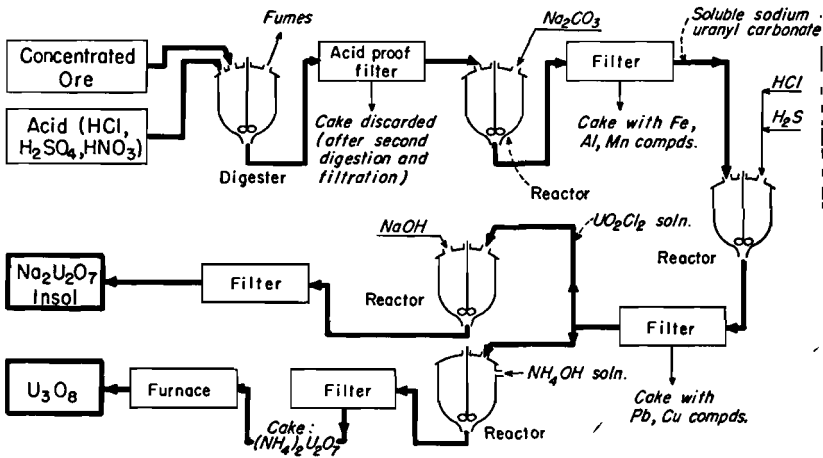 Fumes
Concentrated
Ore
Acid (HCl,
H2SO4, HNO3)
Digester
Acid proof
filter
Cake discarded
(after second
digestion and
filtration)
Na2CO3
Reactor
Filter
Cake with Fe,
Al, Mn compds.
Soluble sodium
uranyl carbonate
HCl
H2S
Reactor
Filter
Cake with
Pb, Cu compds.
UO2Cl2 soln.
NaOH
Reactor
Filter
Na2U2O7
Insol
NH4OH soln.
Reactor
Filter
Cake:
(NH4)2U2O7
Furnace
U3O8